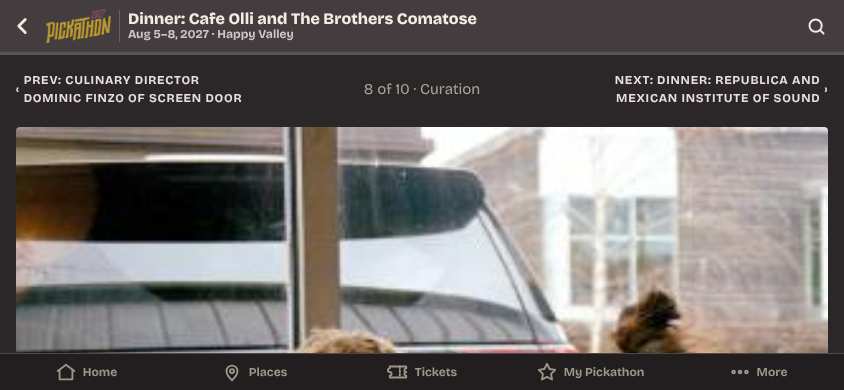 PICKATHON
Dinner: Cafe Olli and The Brothers Comatose
Aug 5–8, 2027 · Happy Valley
‹ PREV: CULINARY DIRECTOR
DOMINIC FINZO OF SCREEN DOOR
8 of 10 · Curation
NEXT: DINNER: REPUBLICA AND ›
MEXICAN INSTITUTE OF SOUND
Home
Places
Tickets
My Pickathon
More